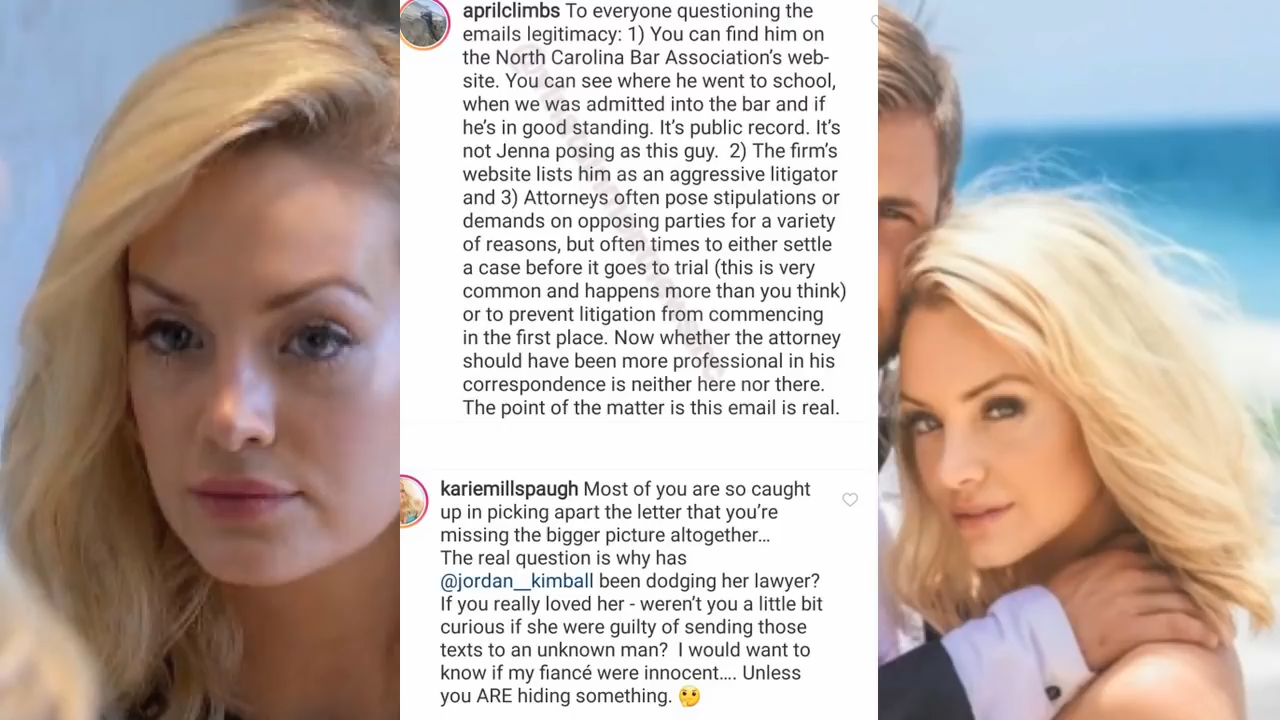 aprilclimbs To everyone questioning the
emails legitimacy: 1) You can find him on
the North Carolina Bar Association's web-
site. You can see where he went to school,
when we was admitted into the bar and if
he's in good standing. It's public record. It's
not Jenna posing as this guy.  2) The firm's
website lists him as an aggressive litigator
and 3) Attorneys often pose stipulations or
demands on opposing parties for a variety
of reasons, but often times to either settle
a case before it goes to trial (this is very
common and happens more than you think)
or to prevent litigation from commencing
in the first place. Now whether the attorney
should have been more professional in his
correspondence is neither here nor there.
The point of the matter is this email is real.
kariemillspaugh Most of you are so caught
up in picking apart the letter that you're
missing the bigger picture altogether...
The real question is why has
@jordan__kimball been dodging her lawyer?
If you really loved her - weren't you a little bit
curious if she were guilty of sending those
texts to an unknown man?  I would want to
know if my fiancé were innocent.... Unless
you ARE hiding something. 🤔